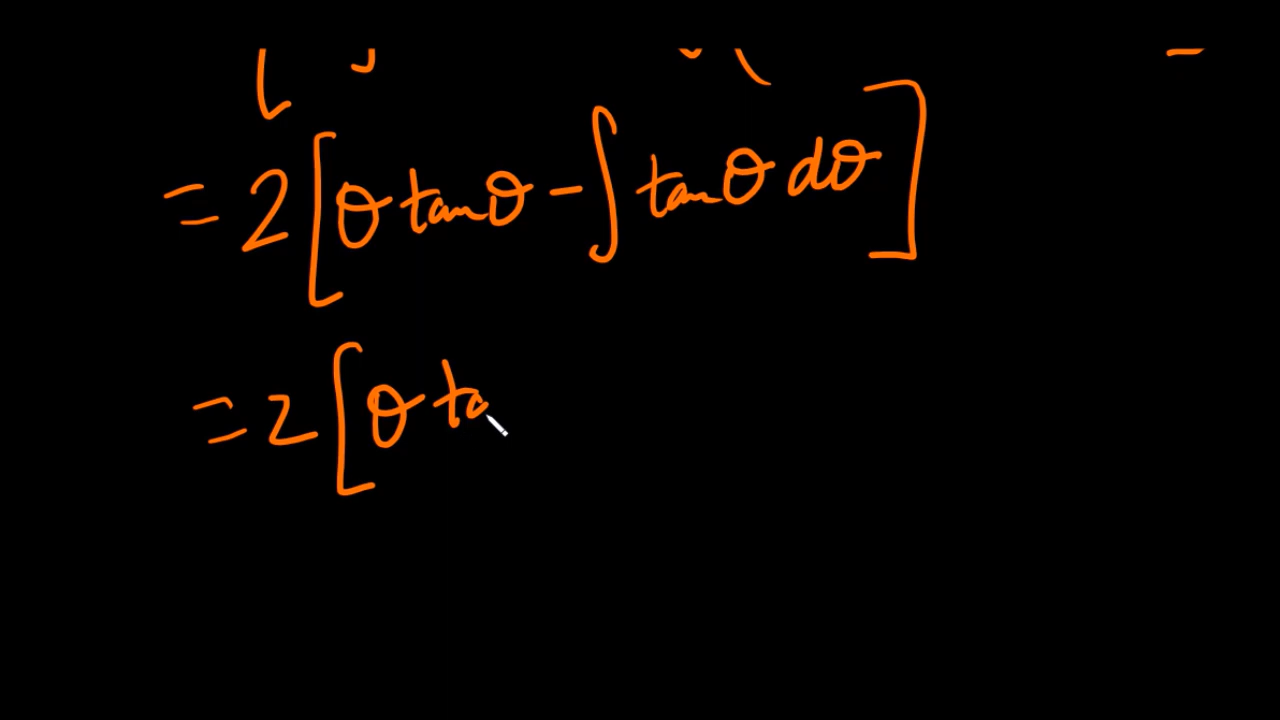 = 2[θ tanθ - ∫ tanθ dθ]
= 2[θ ta